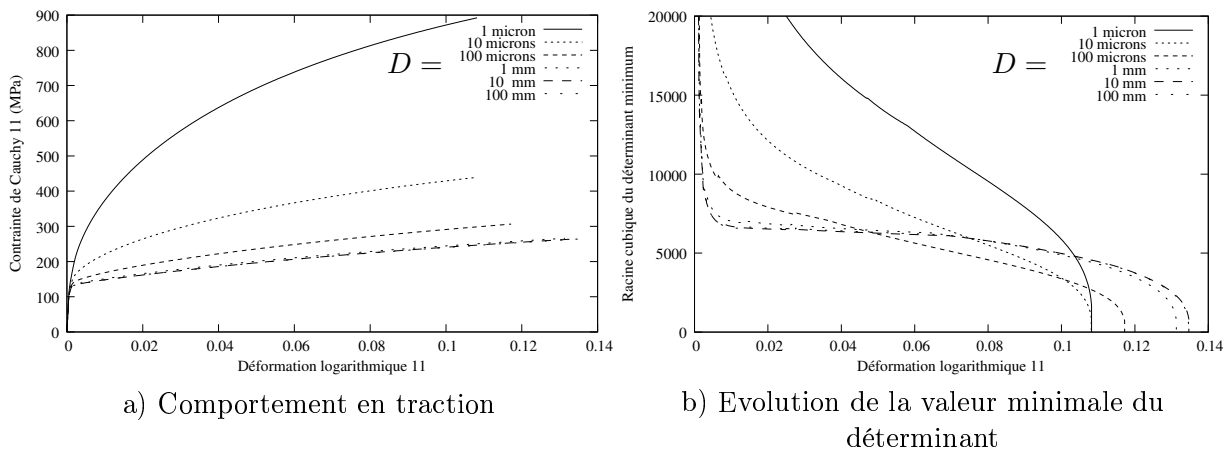 900
800
700
600
500
400
300
200
100
0
Contrainte de Cauchy 11 (MPa)
D =
1 micron
10 microns
100 microns
1 mm
10 mm
100 mm
0 0.02 0.04 0.06 0.08 0.1 0.12 0.14
Déformation logarithmique 11
a) Comportement en traction
20000
15000
10000
5000
0
Racine cubique du déterminant minimum
D =
1 micron
10 microns
100 microns
1 mm
10 mm
100 mm
0 0.02 0.04 0.06 0.08 0.1 0.12 0.14
Déformation logarithmique 11
b) Evolution de la valeur minimale du
déterminant